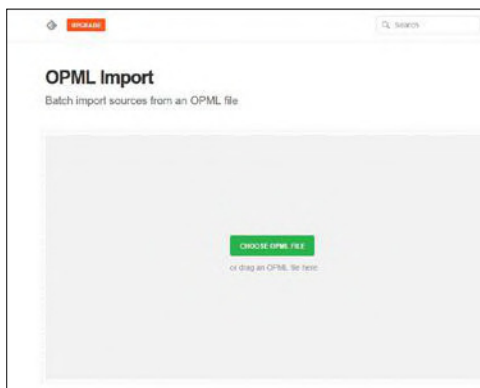 UPGRADE
Search
OPML Import
Batch import sources from an OPML file
CHOOSE OPML FILE
or drag an OPML file here